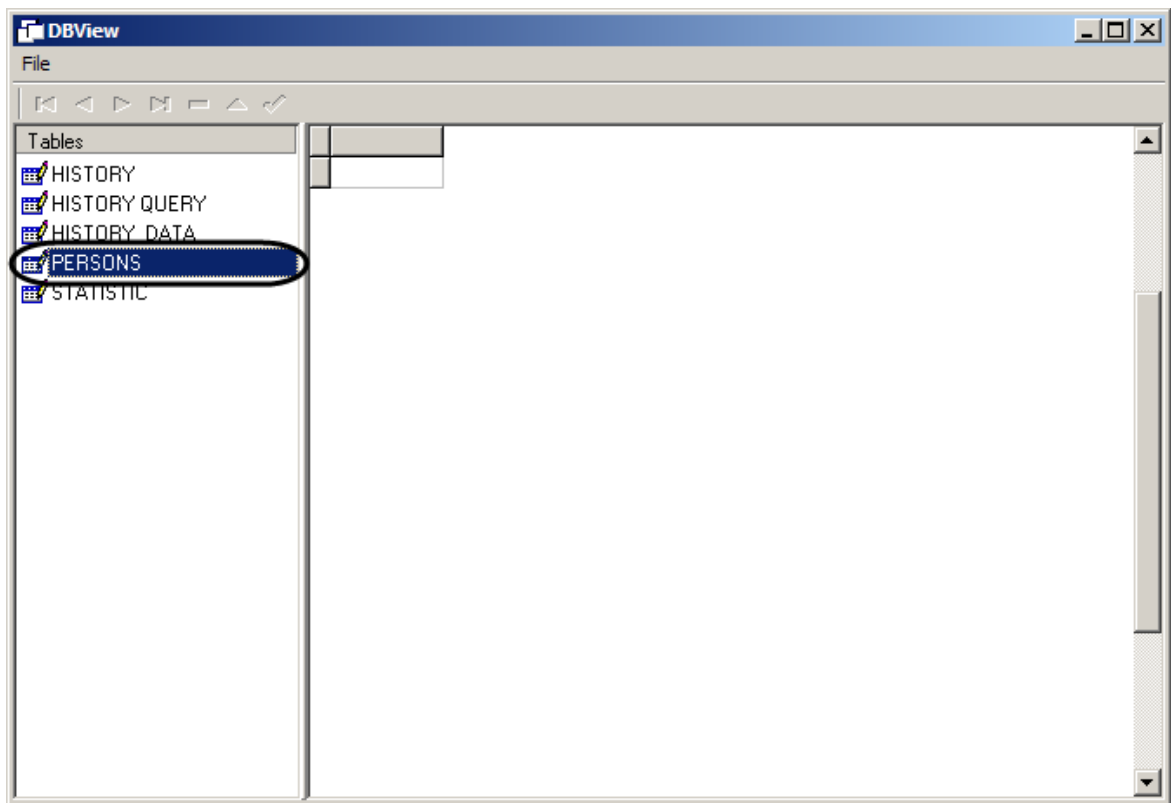 DBView
File
Tables
HISTORY
HISTORY QUERY
HISTORY_DATA
PERSONS
STATISTIC